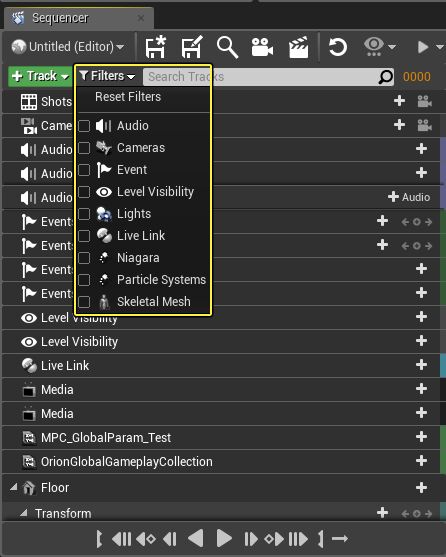 Sequencer
Untitled (Editor)
Track Filters Search Tracks 0000
Reset Filters
Shots
Audio
Came
Cameras
Audio
Event
Audio
Level Visibility
Audio Audio
Lights
Events
Live Link
Events
Niagara
Events
Particle Systems
Events
Skeletal Mesh
Level Visibility
Level Visibility
Live Link
Media
Media
MPC_GlobalParam_Test
OrionGlobalGameplayCollection
Floor
Transform